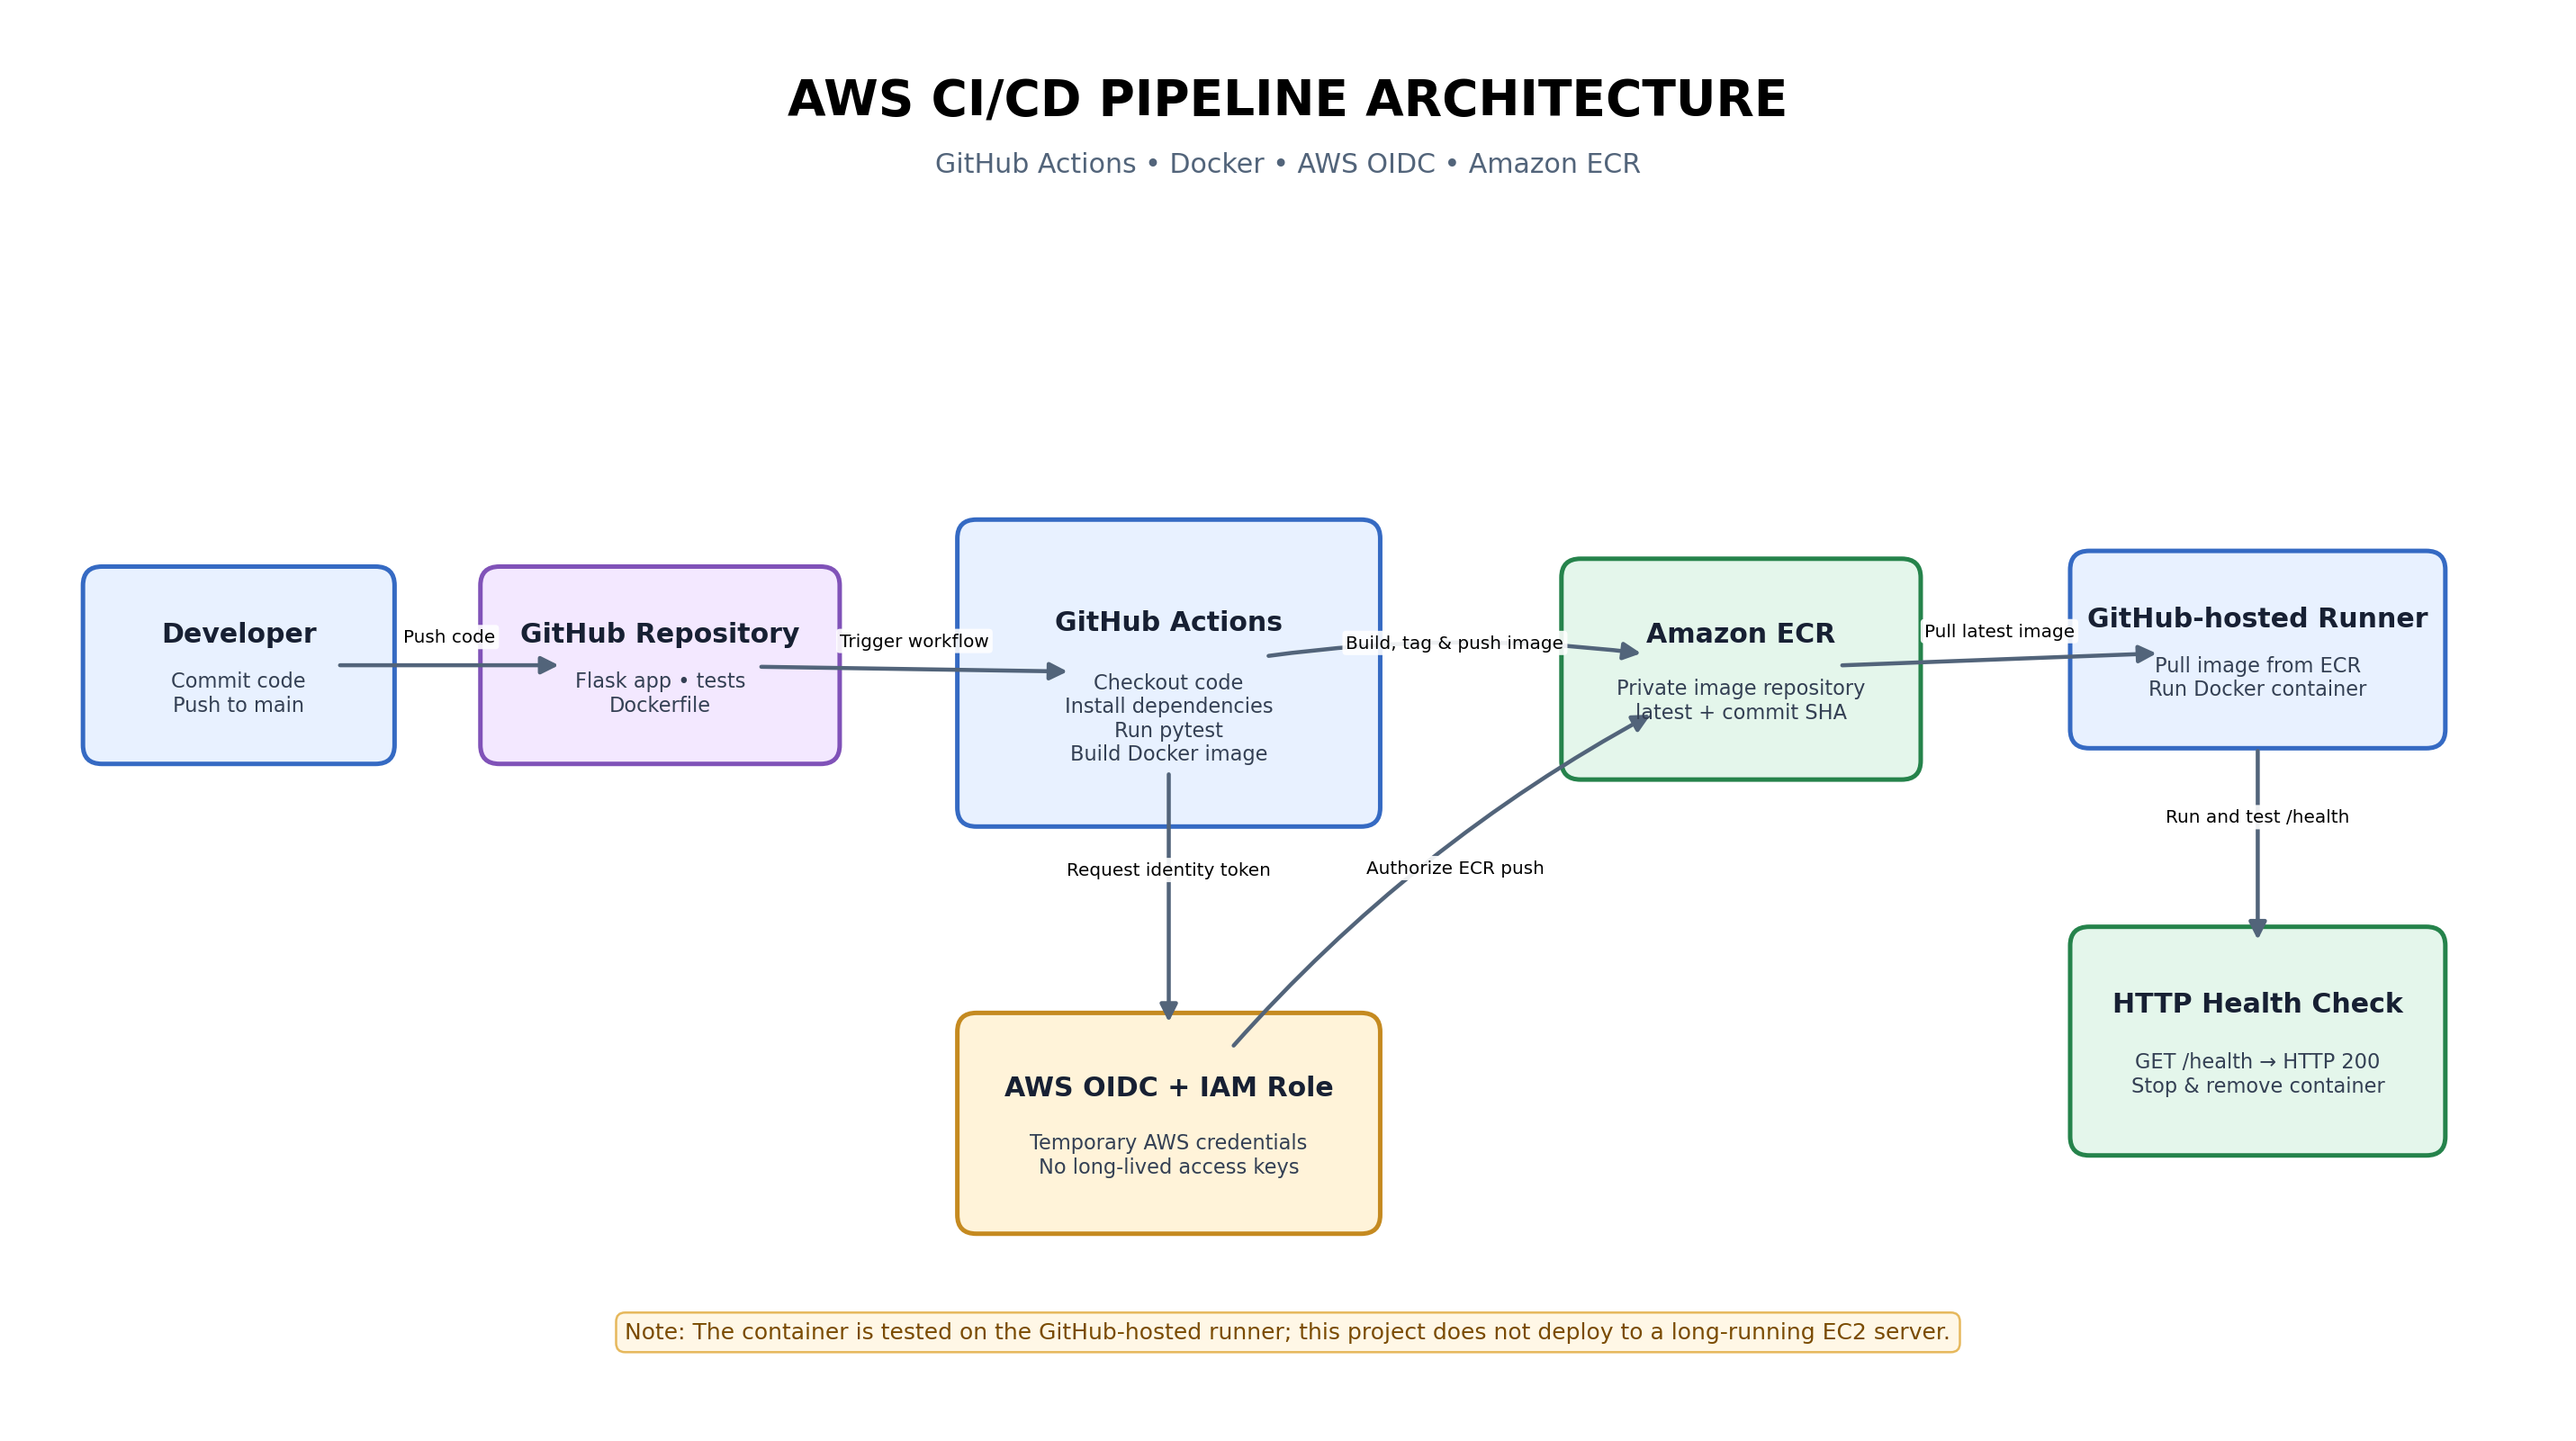 AWS CI/CD PIPELINE ARCHITECTURE
GitHub Actions • Docker • AWS OIDC • Amazon ECR
Developer
Commit code
Push to main
Push code
GitHub Repository
Flask app • tests
Dockerfile
Trigger workflow
GitHub Actions
Checkout code
Install dependencies
Run pytest
Build Docker image
Build, tag & push image
Amazon ECR
Private image repository
latest + commit SHA
Pull latest image
GitHub-hosted Runner
Pull image from ECR
Run Docker container
Request identity token
Authorize ECR push
Run and test /health
AWS OIDC + IAM Role
Temporary AWS credentials
No long-lived access keys
HTTP Health Check
GET /health → HTTP 200
Stop & remove container
Note: The container is tested on the GitHub-hosted runner; this project does not deploy to a long-running EC2 server.